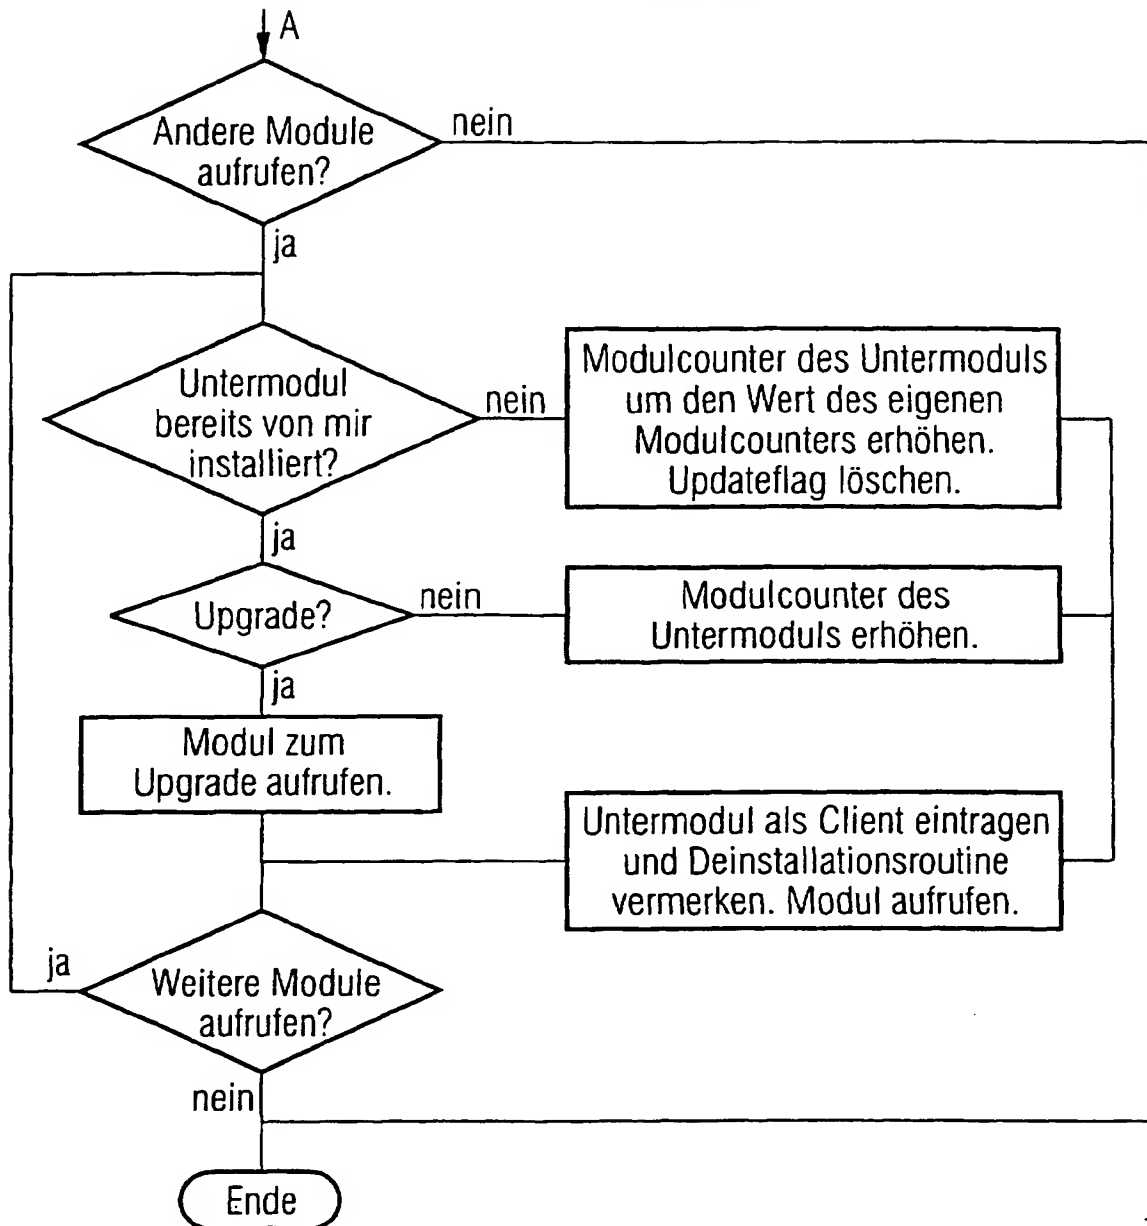 A
Andere Module
aufrufen?
nein
ja
Untermodul
bereits von mir
installiert?
nein
Modulcounter des Untermoduls
um den Wert des eigenen
Modulcounters erhöhen.
Updateflag löschen.
ja
Upgrade?
nein
Modulcounter des
Untermoduls erhöhen.
ja
Modul zum
Upgrade aufrufen.
Untermodul als Client eintragen
und Deinstallationsroutine
vermerken. Modul aufrufen.
ja
Weitere Module
aufrufen?
nein
Ende